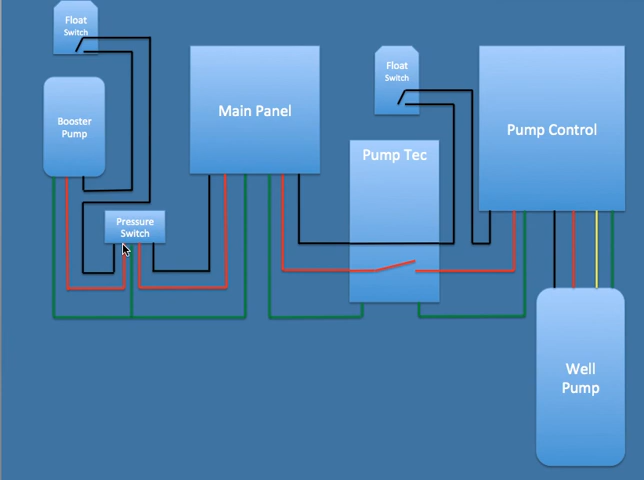 Float
Switch
Booster
Pump
Pressure
Switch
Main Panel
Float
Switch
Pump Tec
Pump Control
Well
Pump